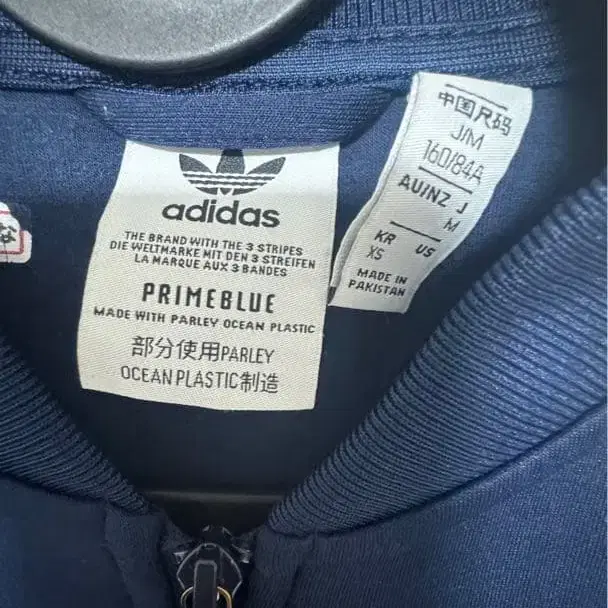 adidas
THE BRAND WITH THE 3 STRIPES
DIE WELTMARKE MIT DEN 3 STREIFEN
LA MARQUE AUX 3 BANDES
PRIMEBLUE
MADE WITH PARLEY OCEAN PLASTIC
部分使用PARLEY
OCEAN PLASTIC制造
中国尺码
J/M
160/84A
AU/NZ J
M
KR US
XS
MADE IN
PAKISTAN